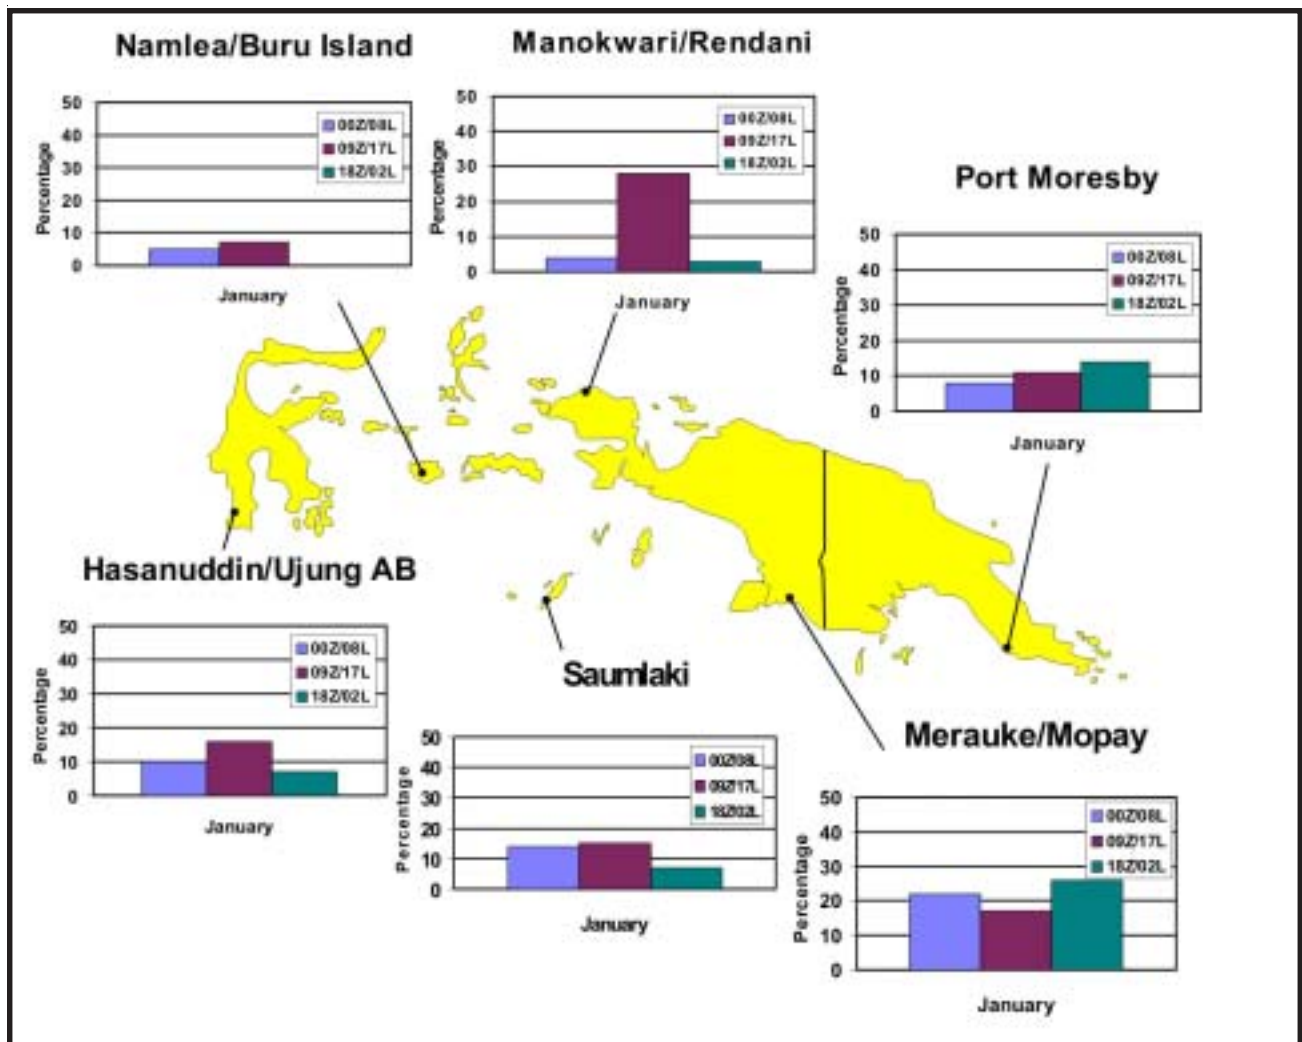 Namlea/Buru Island
50
40
30
20
10
0
Percentage
00Z/08L
09Z/17L
18Z/02L
January
Manokwari/Rendani
50
40
30
20
10
0
Percentage
00Z/08L
09Z/17L
18Z/02L
January
Port Moresby
50
40
30
20
10
0
Percentage
00Z/08L
09Z/17L
18Z/02L
January
Hasanuddin/Ujung AB
50
40
30
20
10
0
Percentage
00Z/08L
09Z/17L
18Z/02L
January
Saumlaki
50
40
30
20
10
0
Percentage
00Z/08L
09Z/17L
18Z/02L
January
Merauke/Mopay
50
40
30
20
10
0
Percentage
00Z/08L
09Z/17L
18Z/02L
January